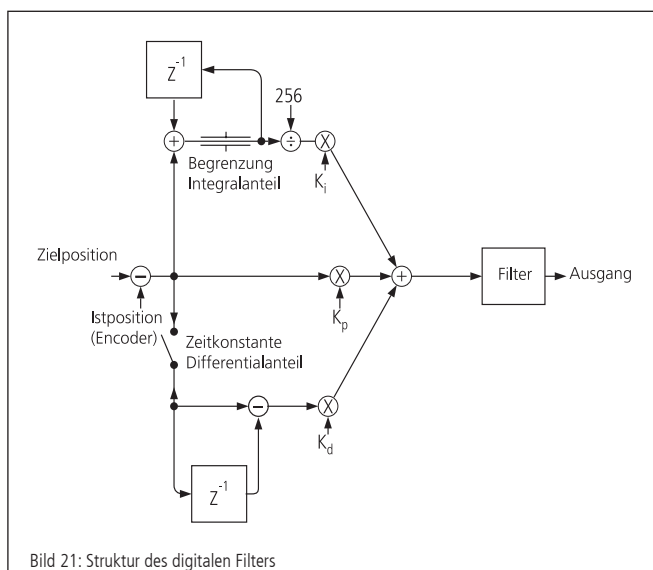 Z⁻¹
256
+
÷
X
Begrenzung
Integralanteil
Kᵢ
Zielposition
−
X
+
Filter
Ausgang
Istposition
(Encoder)
Kₚ
Zeitkonstante
Differentialanteil
−
X
K_d
Z⁻¹
Bild 21: Struktur des digitalen Filters